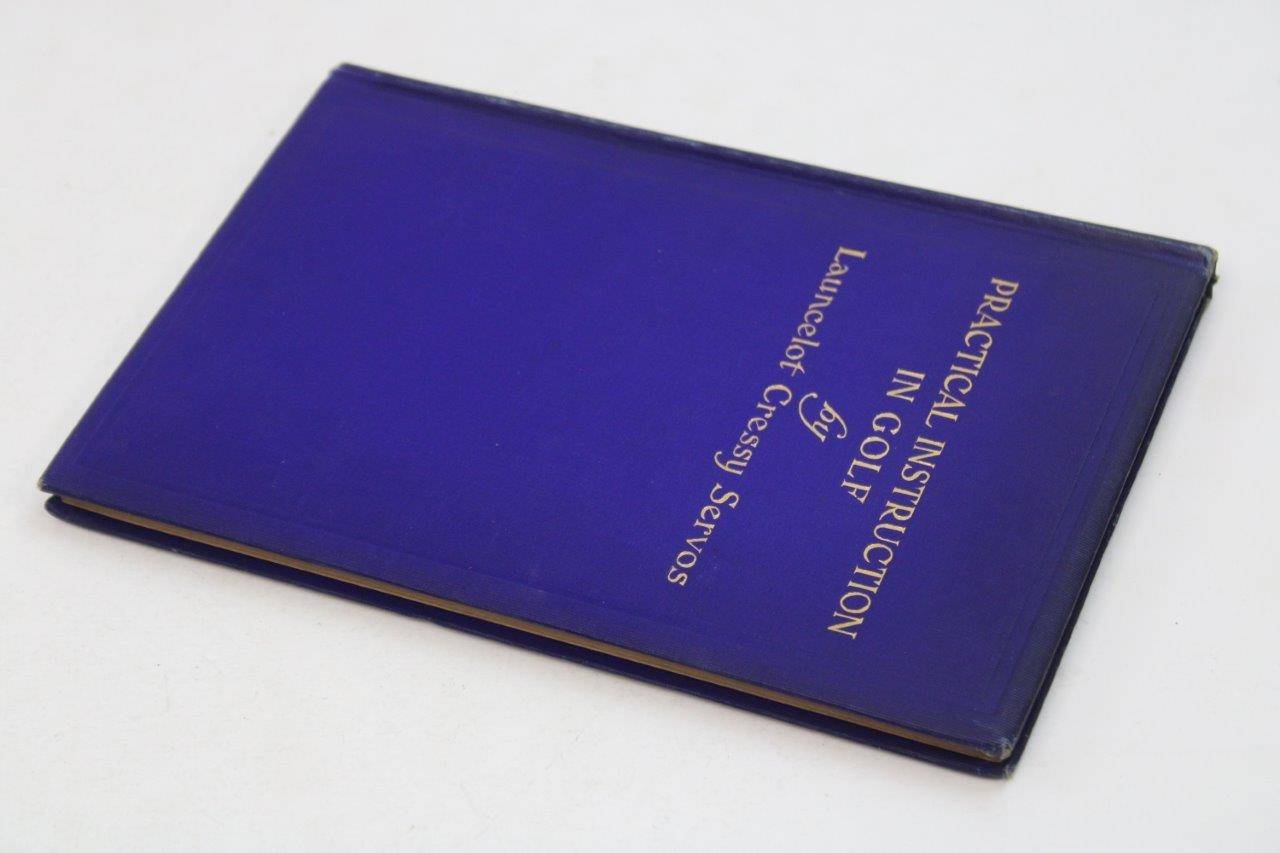 PRACTICAL INSTRUCTION
IN GOLF
by
Launcelot Cressy Servos